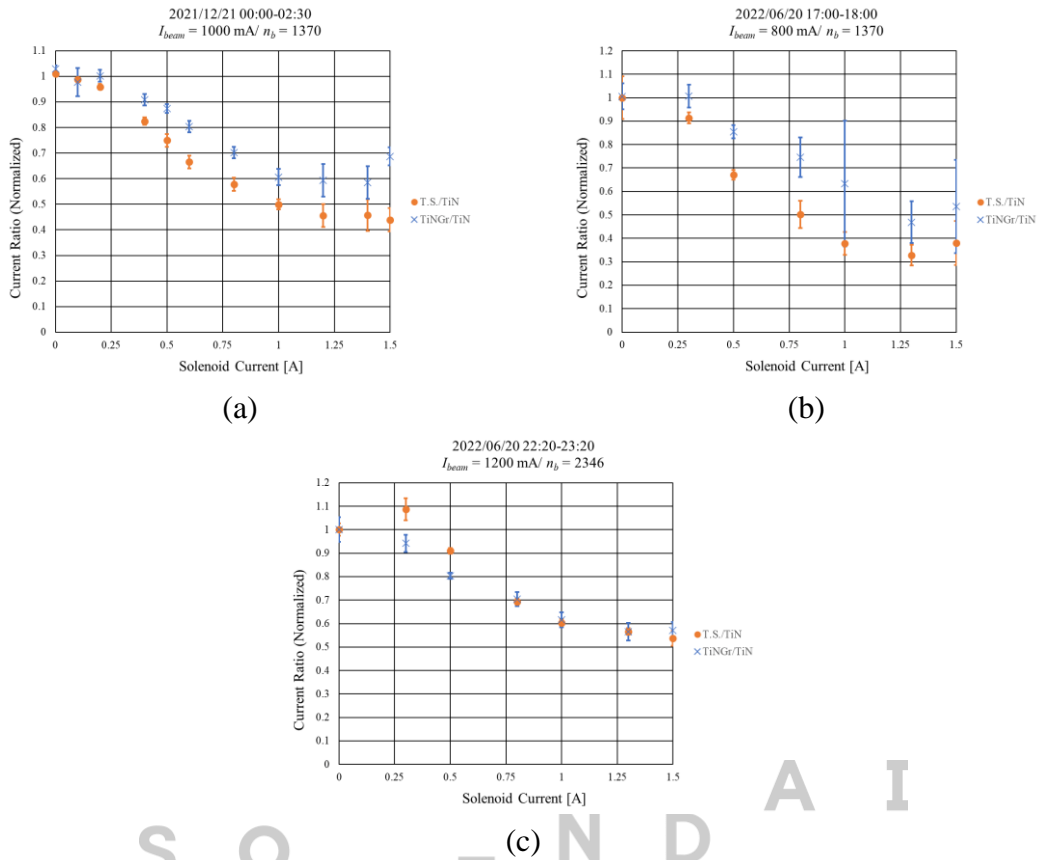 2021/12/21 00:00-02:30
I_beam = 1000 mA/ n_b = 1370
Current Ratio (Normalized)
1.1
1
0.9
0.8
0.7
0.6
0.5
0.4
0.3
0.2
0.1
0
0 0.25 0.5 0.75 1 1.25 1.5
Solenoid Current [A]
T.S./TiN
TiNGr/TiN
(a)
2022/06/20 17:00-18:00
I_beam = 800 mA/ n_b = 1370
Current Ratio (Normalized)
1.2
1.1
1
0.9
0.8
0.7
0.6
0.5
0.4
0.3
0.2
0.1
0
0 0.25 0.5 0.75 1 1.25 1.5
Solenoid Current [A]
T.S./TiN
TiNGr/TiN
(b)
2022/06/20 22:20-23:20
I_beam = 1200 mA/ n_b = 2346
Current Ratio (Normalized)
1.2
1.1
1
0.9
0.8
0.7
0.6
0.5
0.4
0.3
0.2
0.1
0
0 0.25 0.5 0.75 1 1.25 1.5
Solenoid Current [A]
T.S./TiN
TiNGr/TiN
(c)